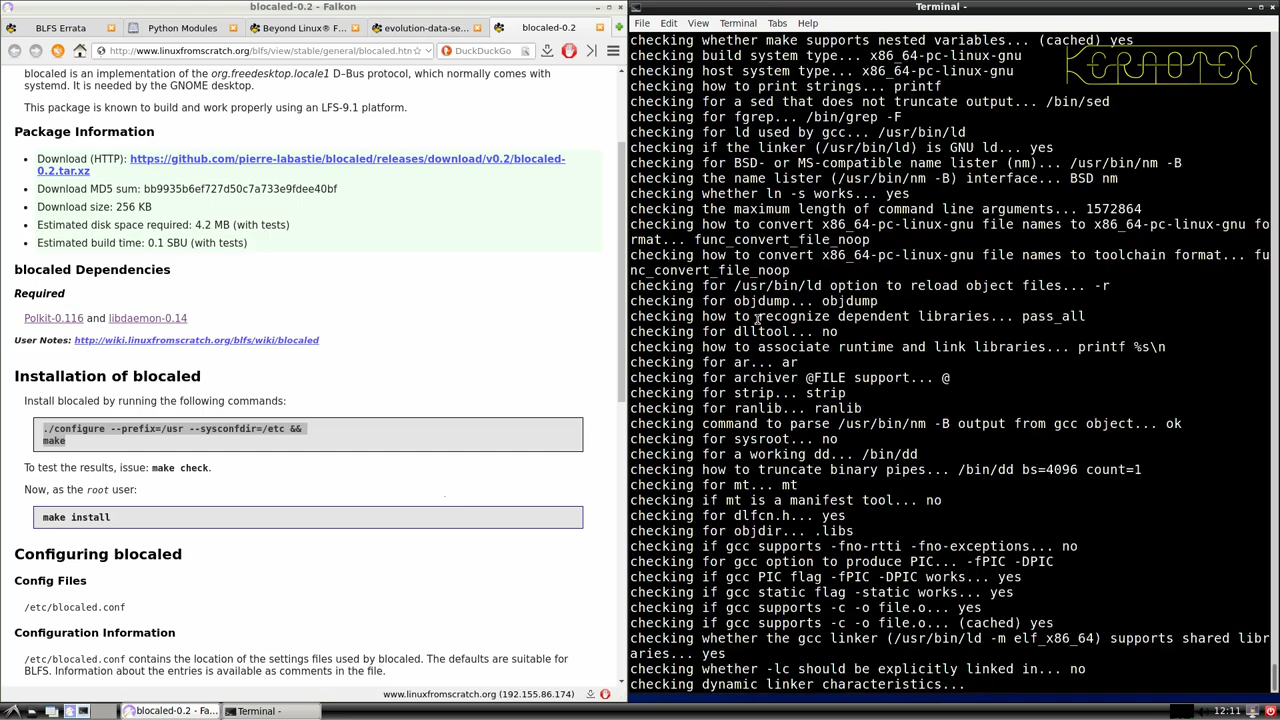 blocaled-0.2 - Falkon
BLFS Errata
Python Modules
Beyond Linux® F...
evolution-data-se...
blocaled-0.2
http://www.linuxfromscratch.org/blfs/view/stable/general/blocaled.htm
DuckDuckGo
blocaled is an implementation of the org.freedesktop.locale1 D-Bus protocol, which normally comes with
systemd. It is needed by the GNOME desktop.
This package is known to build and work properly using an LFS-9.1 platform.
Package Information
Download (HTTP): https://github.com/pierre-labastie/blocaled/releases/download/v0.2/blocaled-
0.2.tar.xz
Download MD5 sum: bb9935b6ef727d50c7a733e9fdee40bf
Download size: 256 KB
Estimated disk space required: 4.2 MB (with tests)
Estimated build time: 0.1 SBU (with tests)
blocaled Dependencies
Required
Polkit-0.116 and libdaemon-0.14
User Notes: http://wiki.linuxfromscratch.org/blfs/wiki/blocaled
Installation of blocaled
Install blocaled by running the following commands:
./configure --prefix=/usr --sysconfdir=/etc &&
make
To test the results, issue: make check.
Now, as the root user:
make install
Configuring blocaled
Config Files
/etc/blocaled.conf
Configuration Information
/etc/blocaled.conf contains the location of the settings files used by blocaled. The defaults are suitable for
BLFS. Information about the entries is available as comments in the file.
www.linuxfromscratch.org (192.155.86.174)
Terminal -
File Edit View Terminal Tabs Help
KERAOTEX
checking whether make supports nested variables... (cached) yes
checking build system type... x86_64-pc-linux-gnu
checking host system type... x86_64-pc-linux-gnu
checking how to print strings... printf
checking for a sed that does not truncate output... /bin/sed
checking for fgrep... /bin/grep -F
checking for ld used by gcc... /usr/bin/ld
checking if the linker (/usr/bin/ld) is GNU ld... yes
checking for BSD- or MS-compatible name lister (nm)... /usr/bin/nm -B
checking the name lister (/usr/bin/nm -B) interface... BSD nm
checking whether ln -s works... yes
checking the maximum length of command line arguments... 1572864
checking how to convert x86_64-pc-linux-gnu file names to x86_64-pc-linux-gnu fo
rmat... func_convert_file_noop
checking how to convert x86_64-pc-linux-gnu file names to toolchain format... fu
nc_convert_file_noop
checking for /usr/bin/ld option to reload object files... -r
checking for objdump... objdump
checking how to recognize dependent libraries... pass_all
checking for dlltool... no
checking how to associate runtime and link libraries... printf %s\n
checking for ar... ar
checking for archiver @FILE support... @
checking for strip... strip
checking for ranlib... ranlib
checking command to parse /usr/bin/nm -B output from gcc object... ok
checking for sysroot... no
checking for a working dd... /bin/dd
checking how to truncate binary pipes... /bin/dd bs=4096 count=1
checking for mt... mt
checking if mt is a manifest tool... no
checking for dlfcn.h... yes
checking for objdir... .libs
checking if gcc supports -fno-rtti -fno-exceptions... no
checking for gcc option to produce PIC... -fPIC -DPIC
checking if gcc PIC flag -fPIC -DPIC works... yes
checking if gcc static flag -static works... yes
checking if gcc supports -c -o file.o... yes
checking if gcc supports -c -o file.o... (cached) yes
checking whether the gcc linker (/usr/bin/ld -m elf_x86_64) supports shared libr
aries... yes
checking whether -lc should be explicitly linked in... no
checking dynamic linker characteristics...
blocaled-0.2 - Fa...
Terminal -
12:11